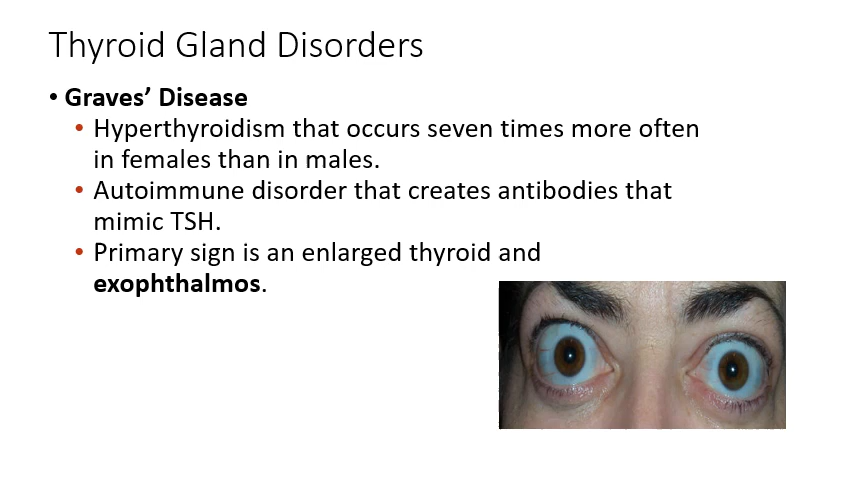 Thyroid Gland Disorders
• Graves’ Disease
• Hyperthyroidism that occurs seven times more often
in females than in males.
• Autoimmune disorder that creates antibodies that
mimic TSH.
• Primary sign is an enlarged thyroid and
exophthalmos.